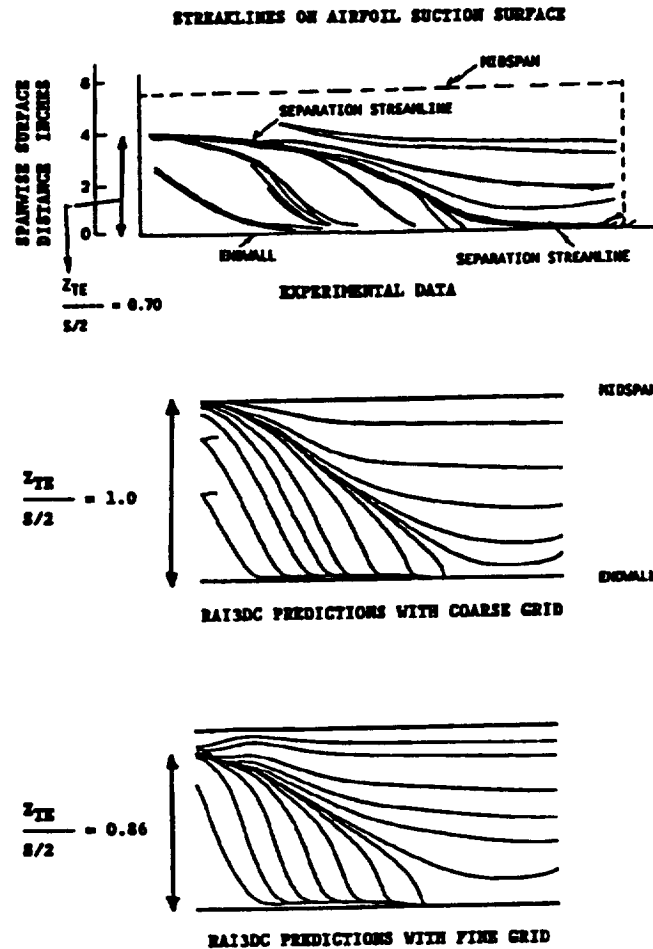 STREAKLINES ON AIRFOIL SUCTION SURFACE
MIDSPAN
SEPARATION STREAMLINE
SPANWISE SURFACE
DISTANCE INCHES
6
4
2
0
ENDWALL
SEPARATION STREAMLINE
EXPERIMENTAL DATA
Z_TE
S/2
= 0.70
MIDSPAN
Z_TE
S/2
= 1.0
ENDWALL
RAI3DC PREDICTIONS WITH COARSE GRID
Z_TE
S/2
= 0.86
RAI3DC PREDICTIONS WITH FINE GRID